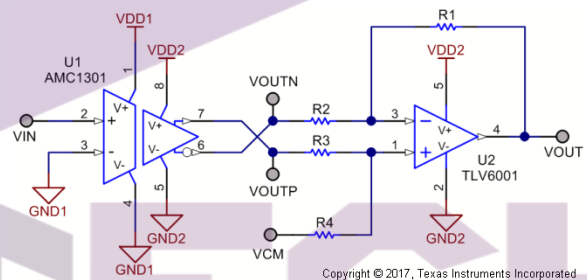 VDD1
R1
U1
AMC1301
VDD2
VDD2
1
8
5
VOUTN
V+
V+
7
R2
VIN
2
+
3
−
V+
4
VOUT
3
-
V-
V-
6
R3
1
+
V-
U2
TLV6001
4
5
VOUTP
2
GND1
GND2
R4
GND2
VCM
GND1
Copyright © 2017, Texas Instruments Incorporated